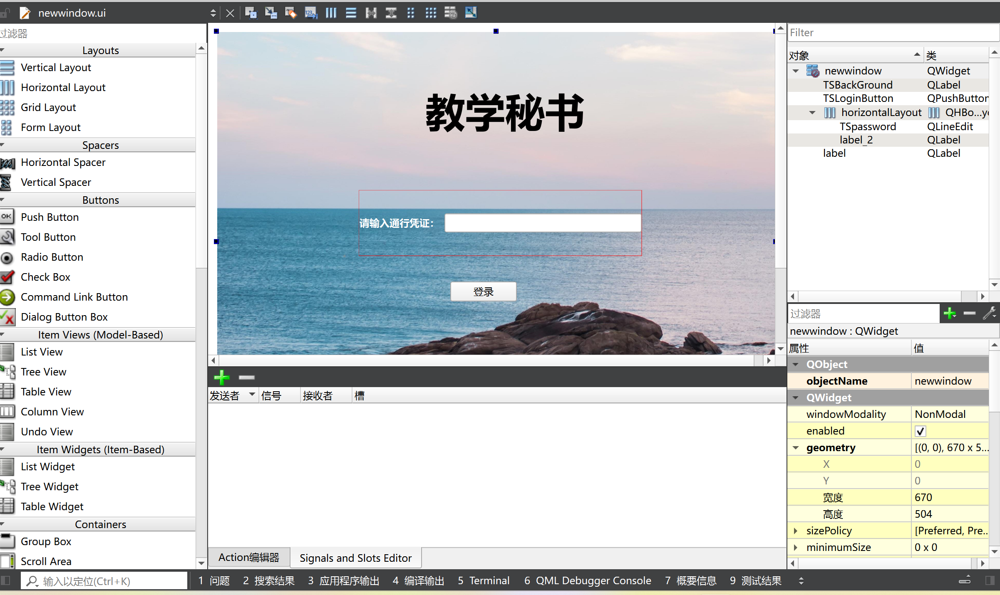 newwindow.ui
过滤器
Layouts
Vertical Layout
Horizontal Layout
Grid Layout
Form Layout
Spacers
Horizontal Spacer
Vertical Spacer
Buttons
OK
Push Button
Tool Button
Radio Button
Check Box
Command Link Button
Dialog Button Box
Item Views (Model-Based)
List View
Tree View
Table View
Column View
Undo View
Item Widgets (Item-Based)
List Widget
Tree Widget
Table Widget
Containers
Group Box
Scroll Area
123
教学秘书
请输入通行凭证：
登录
发送者 信号 接收者 槽
Action编辑器 Signals and Slots Editor
Filter
对象 类
newwindow QWidget
TSBackGround QLabel
TSLoginButton QPushButton
horizontalLayout QHBo...y
TSpassword QLineEdit
label_2 QLabel
label QLabel
过滤器
newwindow : QWidget
属性 值
QObject
objectName newwindow
QWidget
windowModality NonModal
enabled
geometry [(0, 0), 670 x 5...
X 0
Y 0
宽度 670
高度 504
sizePolicy [Preferred, Pre...
minimumSize 0 x 0
输入以定位(Ctrl+K) 1 问题 2 搜索结果 3 应用程序输出 4 编译输出 5 Terminal 6 QML Debugger Console 7 概要信息 9 测试结果